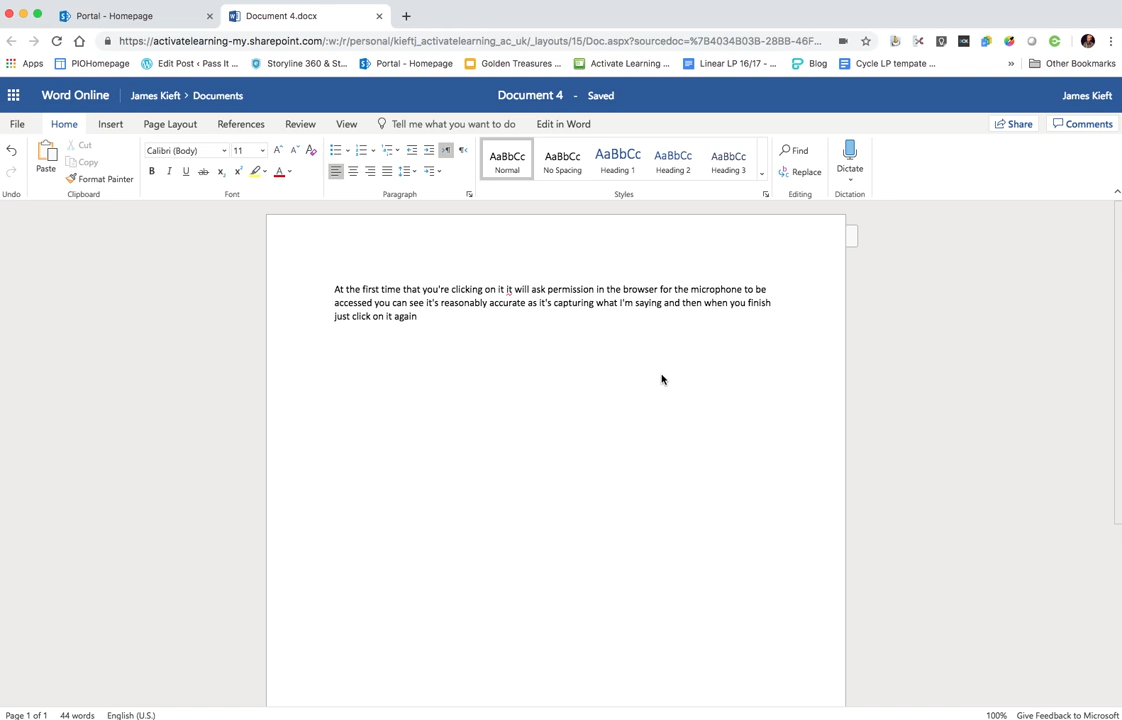 Portal - Homepage
Document 4.docx
https://activatelearning-my.sharepoint.com/:w:/r/personal/kieftj_activatelearning_ac_uk/_layouts/15/Doc.aspx?sourcedoc=%7B4034B03B-28BB-46F...
Apps PIOHomepage Edit Post ‹ Pass It ... Storyline 360 & St... Portal - Homepage Golden Treasures ... Activate Learning ... Linear LP 16/17 - ... Blog Cycle LP tempate ... » Other Bookmarks
Word Online James Kieft > Documents Document 4 - Saved James Kieft
File Home Insert Page Layout References Review View Tell me what you want to do Edit in Word Share Comments
Cut
Copy
Format Painter
Paste
Calibri (Body) 11
AaBbCc AaBbCc AaBbCc AaBbCc AaBbCc
Normal No Spacing Heading 1 Heading 2 Heading 3
Find
Replace
Dictate
Undo Clipboard Font Paragraph Styles Editing Dictation
At the first time that you're clicking on it it will ask permission in the browser for the microphone to be
accessed you can see it's reasonably accurate as it's capturing what I'm saying and then when you finish
just click on it again
Page 1 of 1 44 words English (U.S.) 100% Give Feedback to Microsoft